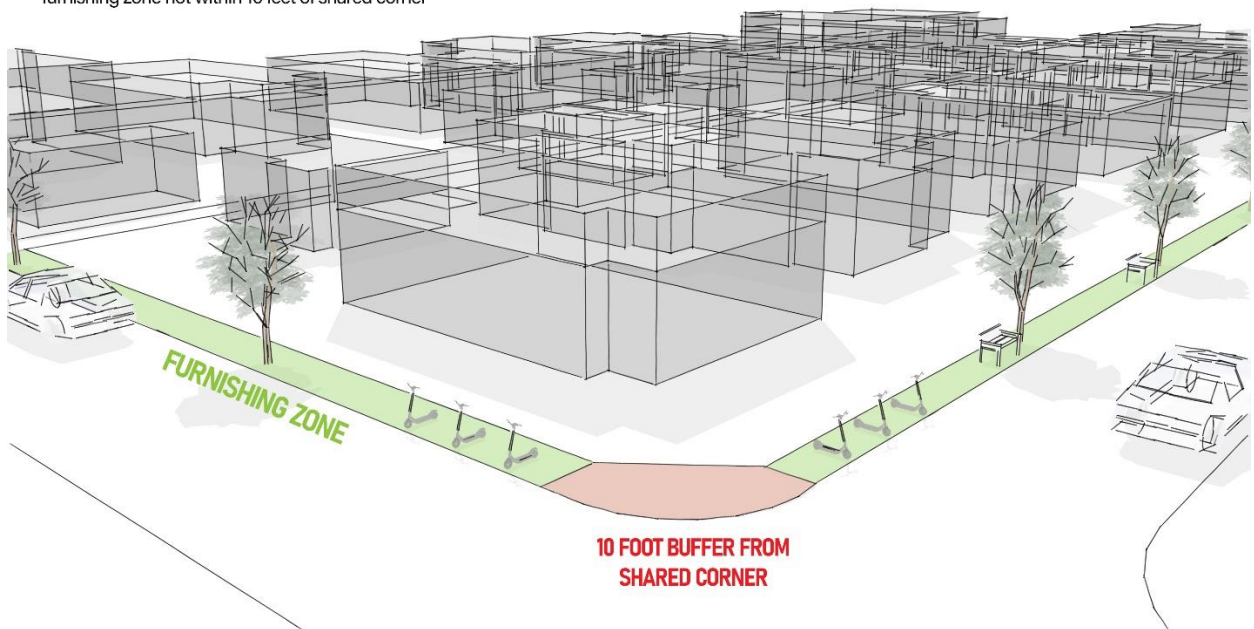 furnishing zone not within 10 feet of shared corner
FURNISHING ZONE
10 FOOT BUFFER FROM
SHARED CORNER